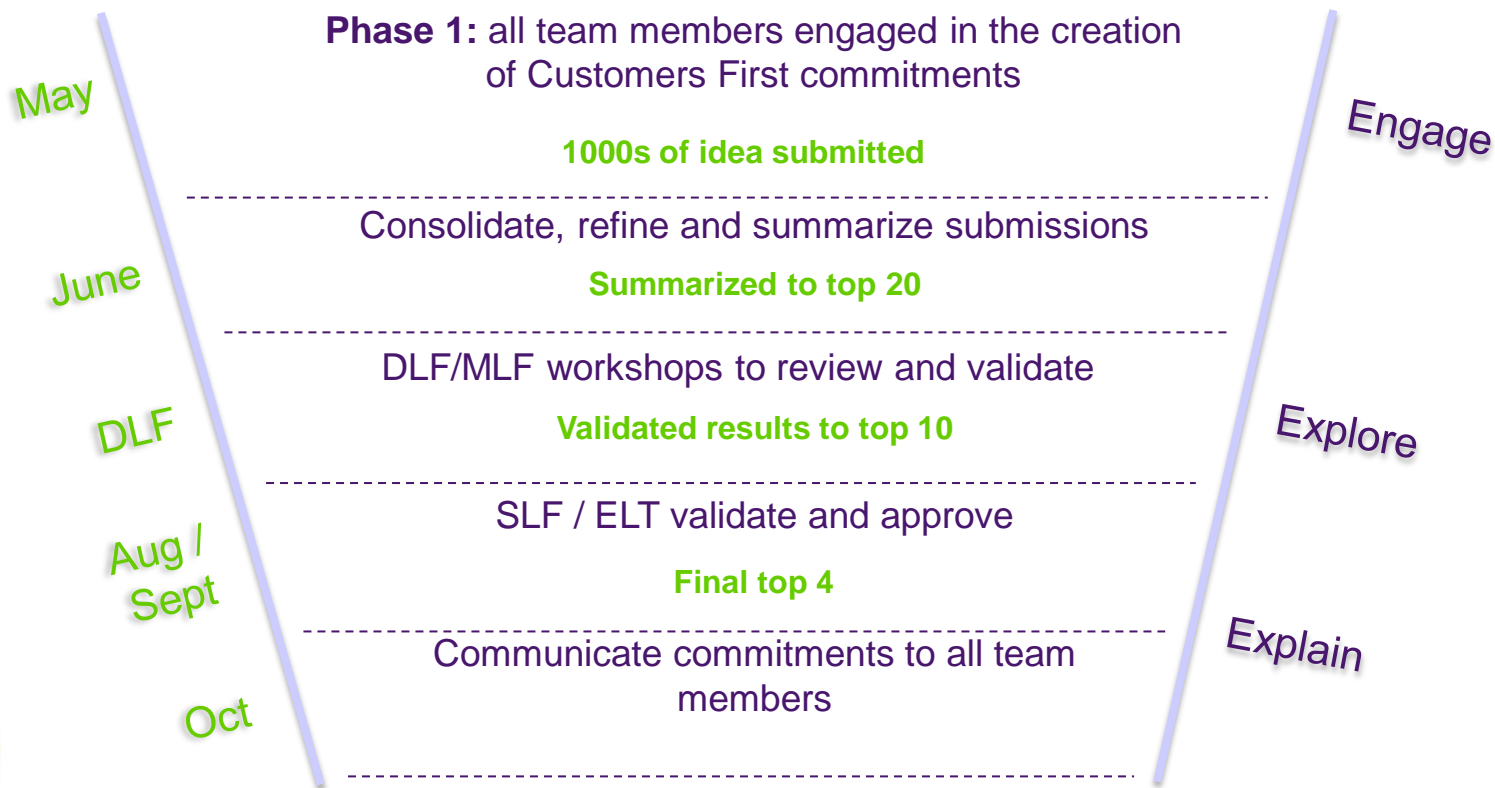 Phase 1: all team members engaged in the creation
of Customers First commitments
May
Engage
1000s of idea submitted
Consolidate, refine and summarize submissions
June
Summarized to top 20
DLF/MLF workshops to review and validate
DLF
Validated results to top 10
Explore
SLF / ELT validate and approve
Aug /
Sept
Final top 4
Explain
Communicate commitments to all team
members
Oct